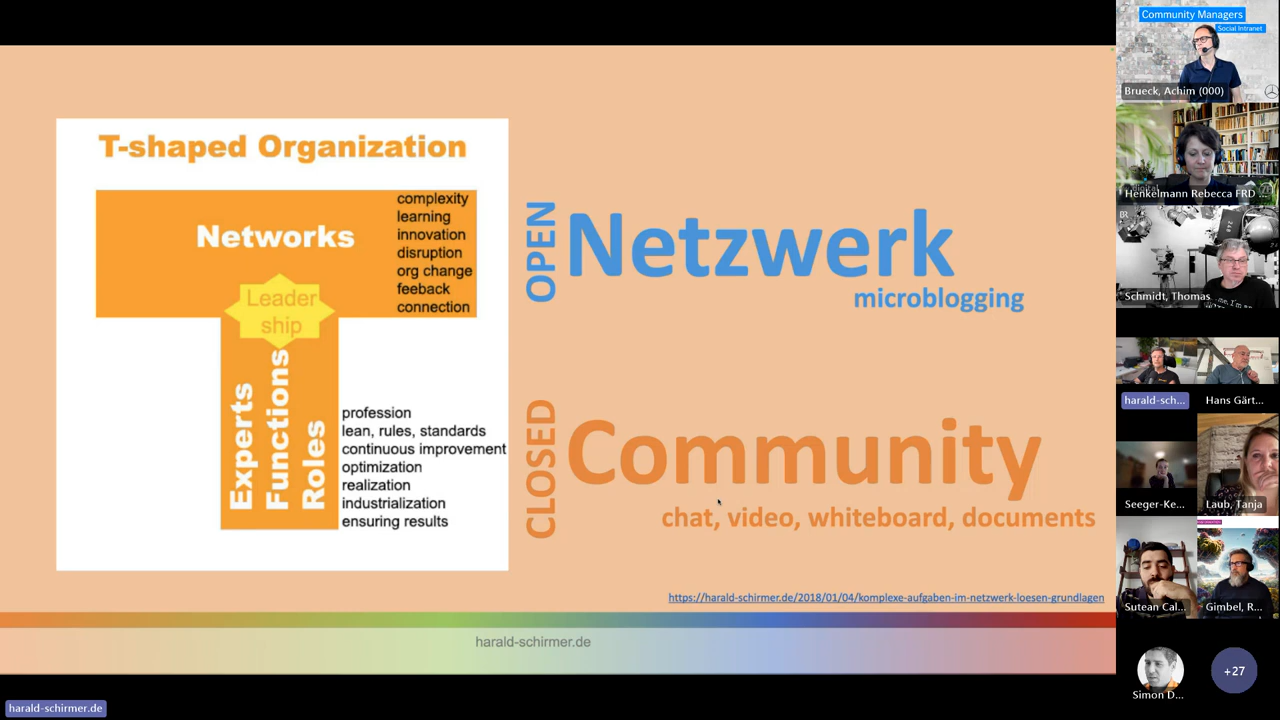 T-shaped Organization
Networks
complexity
learning
innovation
disruption
org change
feeback
connection
Leader
ship
Experts
Functions
Roles
profession
lean, rules, standards
continuous improvement
optimization
realization
industrialization
ensuring results
OPEN
Netzwerk
microblogging
CLOSED
Community
chat, video, whiteboard, documents
https://harald-schirmer.de/2018/01/04/komplexe-aufgaben-im-netzwerk-loesen-grundlagen
harald-schirmer.de
harald-schirmer.de
Community Managers
Social Intranet
Brueck, Achim (000)
Henkelmann Rebecca FRD ...
BR
Schmidt, Thomas
harald-sch...
Hans Gärt...
Seeger-Ke...
Laub, Tanja
Sutean Cal...
Gimbel, R...
Simon D...
+27